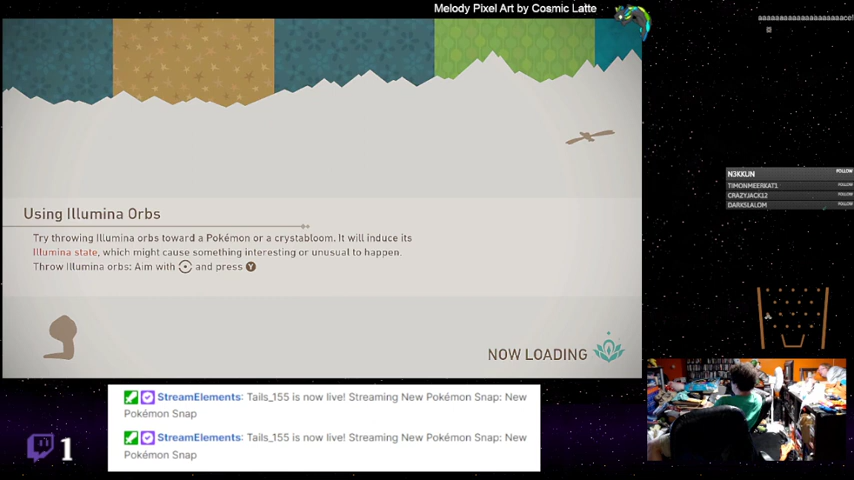 Melody Pixel Art by Cosmic Latte
Using Illumina Orbs
Try throwing Illumina orbs toward a Pokémon or a crystabloom. It will induce its
Illumina state, which might cause something interesting or unusual to happen.
Throw Illumina orbs: Aim with and press Y
NOW LOADING
N3KKUN FOLLOW
TIMONMEERKAT1 FOLLOW
CRAZYJACK12 FOLLOW
DARKSLALOM FOLLOW
StreamElements: Tails_155 is now live! Streaming New Pokémon Snap: New
Pokémon Snap
StreamElements: Tails_155 is now live! Streaming New Pokémon Snap: New
Pokémon Snap
1